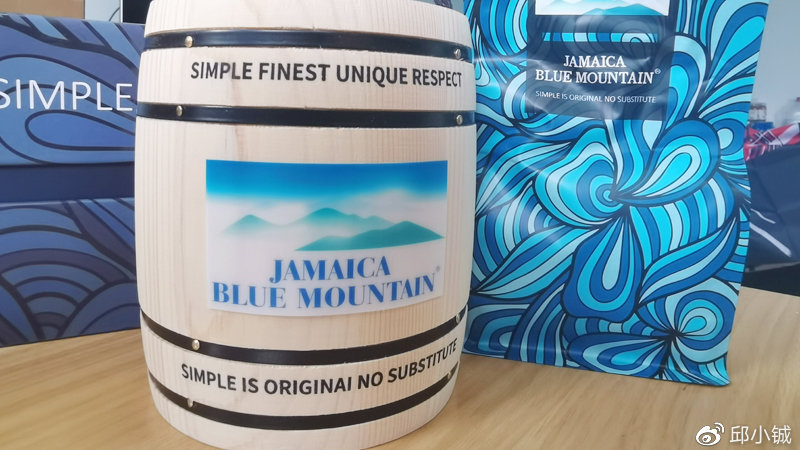 SIMPLE
SIMPLE FINEST UNIQUE RESPECT
JAMAICA
BLUE MOUNTAIN®
SIMPLE IS ORIGINAI NO SUBSTITUTE
JAMAICA
BLUE MOUNTAIN®
SIMPLE IS ORIGINAL NO SUBSTITUTE
邱小铖